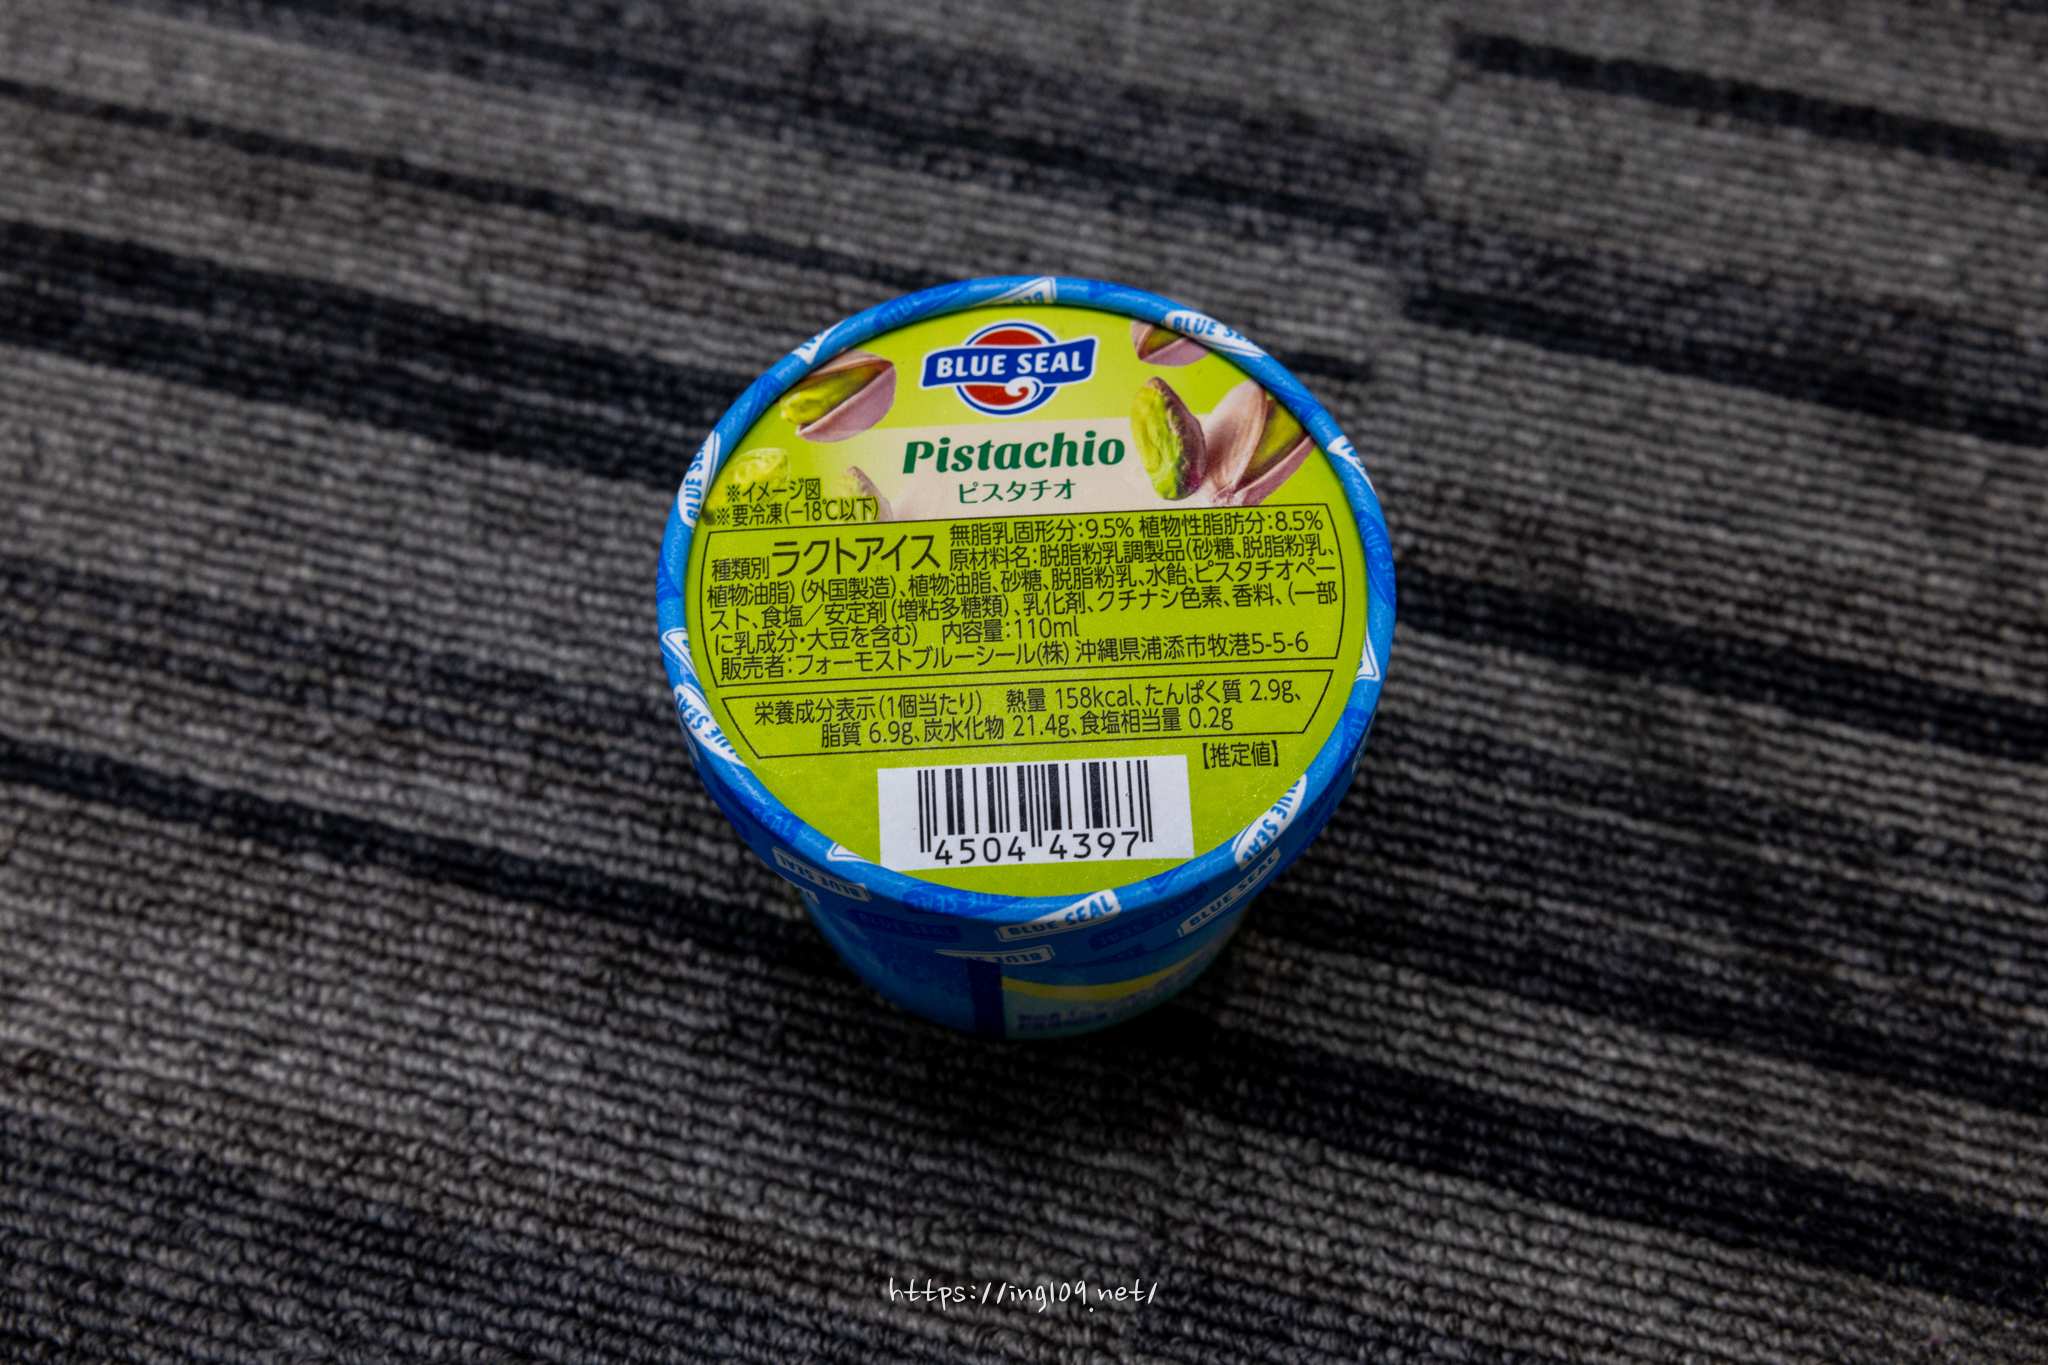 BLUE SEAL
Pistachio
ピスタチオ
※イメージ図
※要冷凍(−18℃以下)
無脂乳固形分:9.5% 植物性脂肪分:8.5%
種類別 ラクトアイス 原材料名:脱脂粉乳調製品(砂糖、脱脂粉乳、
植物油脂)(外国製造)、植物油脂、砂糖、脱脂粉乳、水飴、ピスタチオペー
スト、食塩/安定剤(増粘多糖類)、乳化剤、クチナシ色素、香料、(一部
に乳成分・大豆を含む) 内容量:110ml
販売者:フォーモストブルーシール(株) 沖縄県浦添市牧港5-5-6
栄養成分表示(1個当たり) 熱量 158kcal、たんぱく質 2.9g、
脂質 6.9g、炭水化物 21.4g、食塩相当量 0.2g
【推定値】
4504 4397
BLUE SEAL
BLUE SEAL
https://ing109.net/